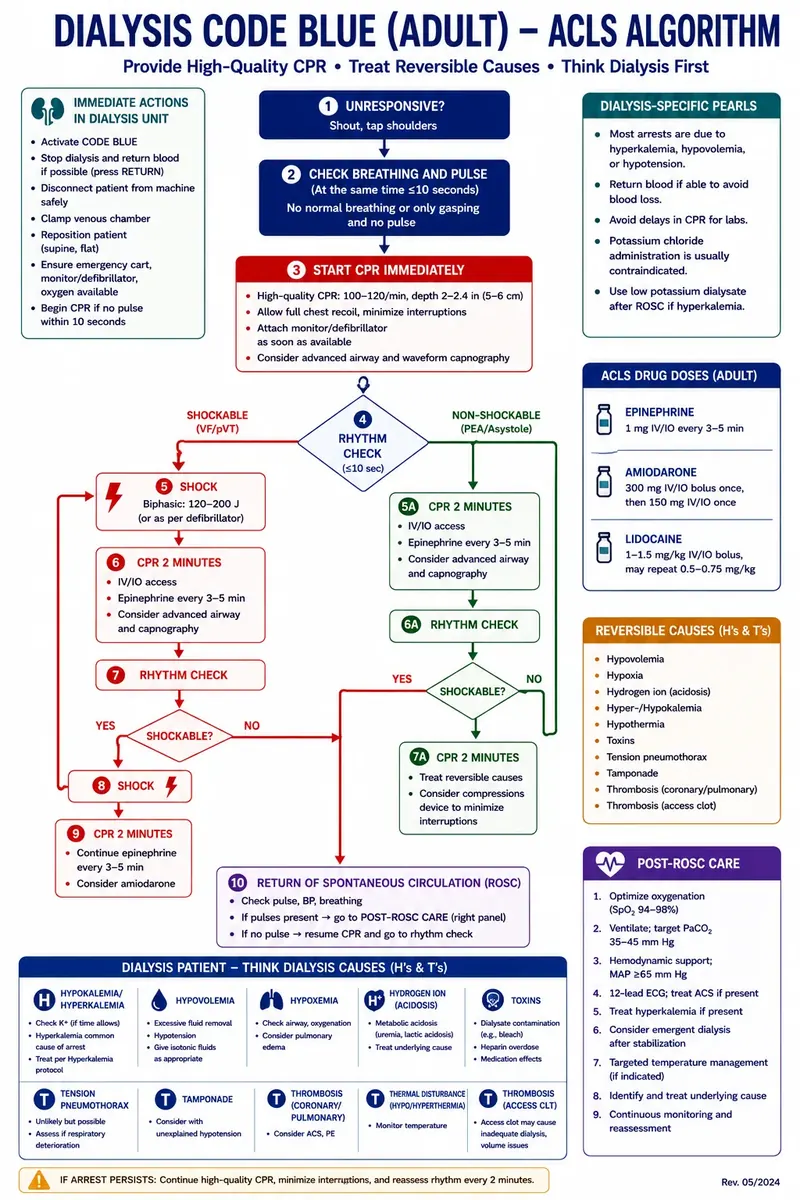 DIALYSIS CODE BLUE (ADULT) – ACLS ALGORITHM
Provide High-Quality CPR • Treat Reversible Causes • Think Dialysis First
IMMEDIATE ACTIONS
IN DIALYSIS UNIT
• Activate CODE BLUE
• Stop dialysis and return blood
if possible (press RETURN)
• Disconnect patient from machine
safely
• Clamp venous chamber
• Reposition patient
(supine, flat)
• Ensure emergency cart,
monitor/defibrillator,
oxygen available
• Begin CPR if no pulse
within 10 seconds
1 UNRESPONSIVE?
Shout, tap shoulders
2 CHECK BREATHING AND PULSE
(At the same time ≤10 seconds)
No normal breathing or only gasping
and no pulse
3 START CPR IMMEDIATELY
• High-quality CPR: 100–120/min, depth 2–2.4 in (5–6 cm)
• Allow full chest recoil, minimize interruptions
• Attach monitor/defibrillator
as soon as available
• Consider advanced airway and waveform capnography
4
RHYTHM
CHECK
(≤10 sec)
SHOCKABLE
(VF/pVT)
NON-SHOCKABLE
(PEA/Asystole)
5 SHOCK
Biphasic: 120–200 J
(or as per defibrillator)
6 CPR 2 MINUTES
• IV/IO access
• Epinephrine every 3–5 min
• Consider advanced airway
and capnography
7 RHYTHM CHECK
SHOCKABLE?
YES
NO
8 SHOCK
9 CPR 2 MINUTES
• Continue epinephrine
every 3–5 min
• Consider amiodarone
5A CPR 2 MINUTES
• IV/IO access
• Epinephrine every 3–5 min
• Consider advanced airway
and capnography
6A RHYTHM CHECK
SHOCKABLE?
YES
NO
7A CPR 2 MINUTES
• Treat reversible causes
• Consider compressions
device to minimize
interruptions
10 RETURN OF SPONTANEOUS CIRCULATION (ROSC)
• Check pulse, BP, breathing
• If pulses present → go to POST-ROSC CARE (right panel)
• If no pulse → resume CPR and go to rhythm check
DIALYSIS-SPECIFIC PEARLS
• Most arrests are due to
hyperkalemia, hypovolemia,
or hypotension.
• Return blood if able to avoid
blood loss.
• Avoid delays in CPR for labs.
• Potassium chloride
administration is usually
contraindicated.
• Use low potassium dialysate
after ROSC if hyperkalemia.
ACLS DRUG DOSES (ADULT)
EPINEPHRINE
1 mg IV/IO every 3–5 min
AMIODARONE
300 mg IV/IO bolus once,
then 150 mg IV/IO once
LIDOCAINE
1–1.5 mg/kg IV/IO bolus,
may repeat 0.5–0.75 mg/kg
REVERSIBLE CAUSES (H's & T's)
• Hypovolemia
• Hypoxia
• Hydrogen ion (acidosis)
• Hyper-/Hypokalemia
• Hypothermia
• Toxins
• Tension pneumothorax
• Tamponade
• Thrombosis (coronary/pulmonary)
• Thrombosis (access clot)
POST-ROSC CARE
1. Optimize oxygenation
(SpO₂ 94–98%)
2. Ventilate; target PaCO₂
35–45 mm Hg
3. Hemodynamic support;
MAP ≥65 mm Hg
4. 12-lead ECG; treat ACS if present
5. Treat hyperkalemia if present
6. Consider emergent dialysis
after stabilization
7. Targeted temperature management
(if indicated)
8. Identify and treat underlying cause
9. Continuous monitoring and
reassessment
DIALYSIS PATIENT – THINK DIALYSIS CAUSES (H's & T's)
H HYPOKALEMIA/
HYPERKALEMIA
• Check K⁺ (if time allows)
• Hyperkalemia common
cause of arrest
• Treat per Hyperkalemia
protocol
HYPOVOLEMIA
• Excessive fluid removal
• Hypotension
• Give isotonic fluids
as appropriate
HYPOXEMIA
• Check airway, oxygenation
• Consider pulmonary
edema
H⁺ HYDROGEN ION
(ACIDOSIS)
• Metabolic acidosis
(uremia, lactic acidosis)
• Treat underlying cause
TOXINS
• Dialysate contamination
(e.g., bleach)
• Heparin overdose
• Medication effects
T TENSION
PNEUMOTHORAX
• Unlikely but possible
• Assess if respiratory
deterioration
T TAMPONADE
• Consider with
unexplained hypotension
T THROMBOSIS
(CORONARY/
PULMONARY)
• Consider ACS, PE
T THERMAL DISTURBANCE
(HYPO/HYPERTHERMIA)
• Monitor temperature
T THROMBOSIS
(ACCESS CLT)
• Access clot may cause
inadequate dialysis,
volume issues
IF ARREST PERSISTS: Continue high-quality CPR, minimize interruptions, and reassess rhythm every 2 minutes.
Rev. 05/2024